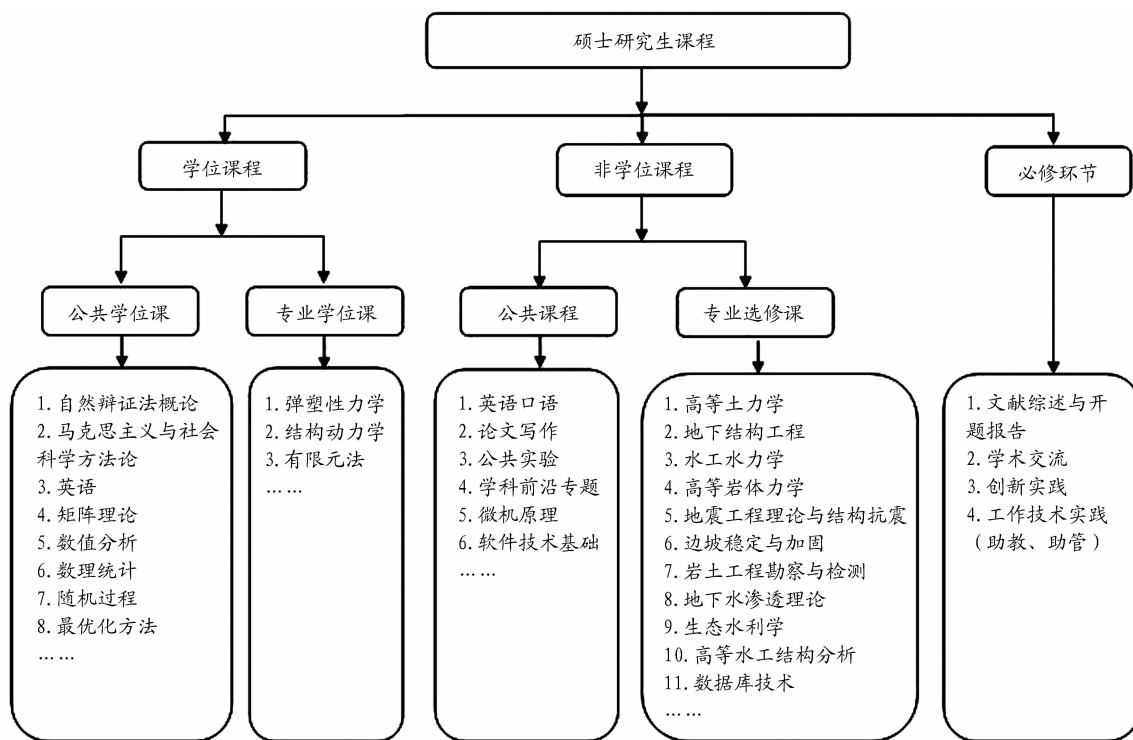 硕士研究生课程
学位课程
非学位课程
必修环节
公共学位课
专业学位课
公共课程
专业选修课
1. 自然辩证法概论
2. 马克思主义与社会
科学方法论
3. 英语
4. 矩阵理论
5. 数值分析
6. 数理统计
7. 随机过程
8. 最优化方法
……
1. 弹塑性力学
2. 结构动力学
3. 有限元法
……
1. 英语口语
2. 论文写作
3. 公共实验
4. 学科前沿专题
5. 微机原理
6. 软件技术基础
……
1. 高等土力学
2. 地下结构工程
3. 水工水力学
4. 高等岩体力学
5. 地震工程理论与结构抗震
6. 边坡稳定与加固
7. 岩土工程勘察与检测
8. 地下水渗透理论
9. 生态水利学
10. 高等水工结构分析
11. 数据库技术
……
1. 文献综述与开
题报告
2. 学术交流
3. 创新实践
4. 工作技术实践
（助教、助管）